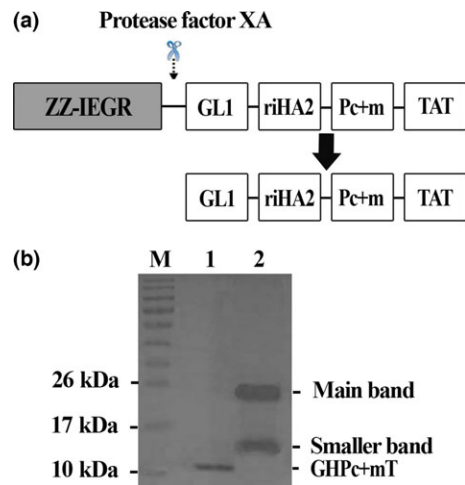 (a)
Protease factor XA
ZZ-IEGR GL1 riHA2 Pc+m TAT
GL1 riHA2 Pc+m TAT
(b)
M 1 2
26 kDa Main band
17 kDa Smaller band
10 kDa GHPc+mT